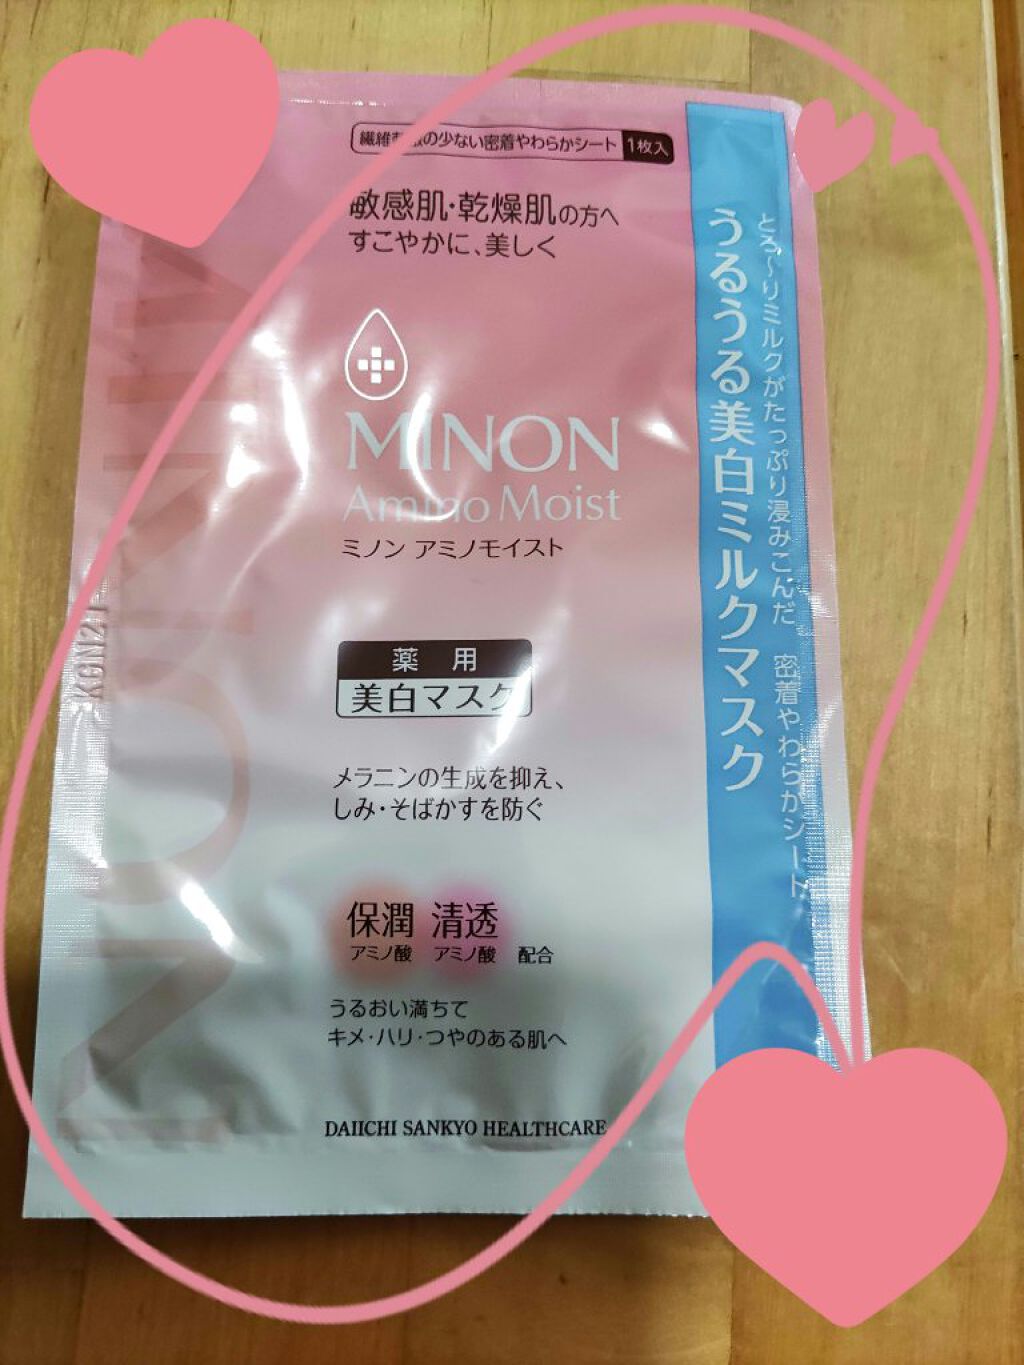 繊維刺激の少ない密着やわらかシート 1枚入
敏感肌・乾燥肌の方へ
すこやかに、美しく
MINON
Amino Moist
ミノン アミノモイスト
薬用
美白マスク
メラニンの生成を抑え、
しみ・そばかすを防ぐ
保潤 清透
アミノ酸 アミノ酸 配合
うるおい満ちて
キメ・ハリ・つやのある肌へ
DAIICHI SANKYO HEALTHCARE
とろ〜りミルクがたっぷり浸みこんだ 密着やわらかシート
うるうる美白ミルクマスク
MINON